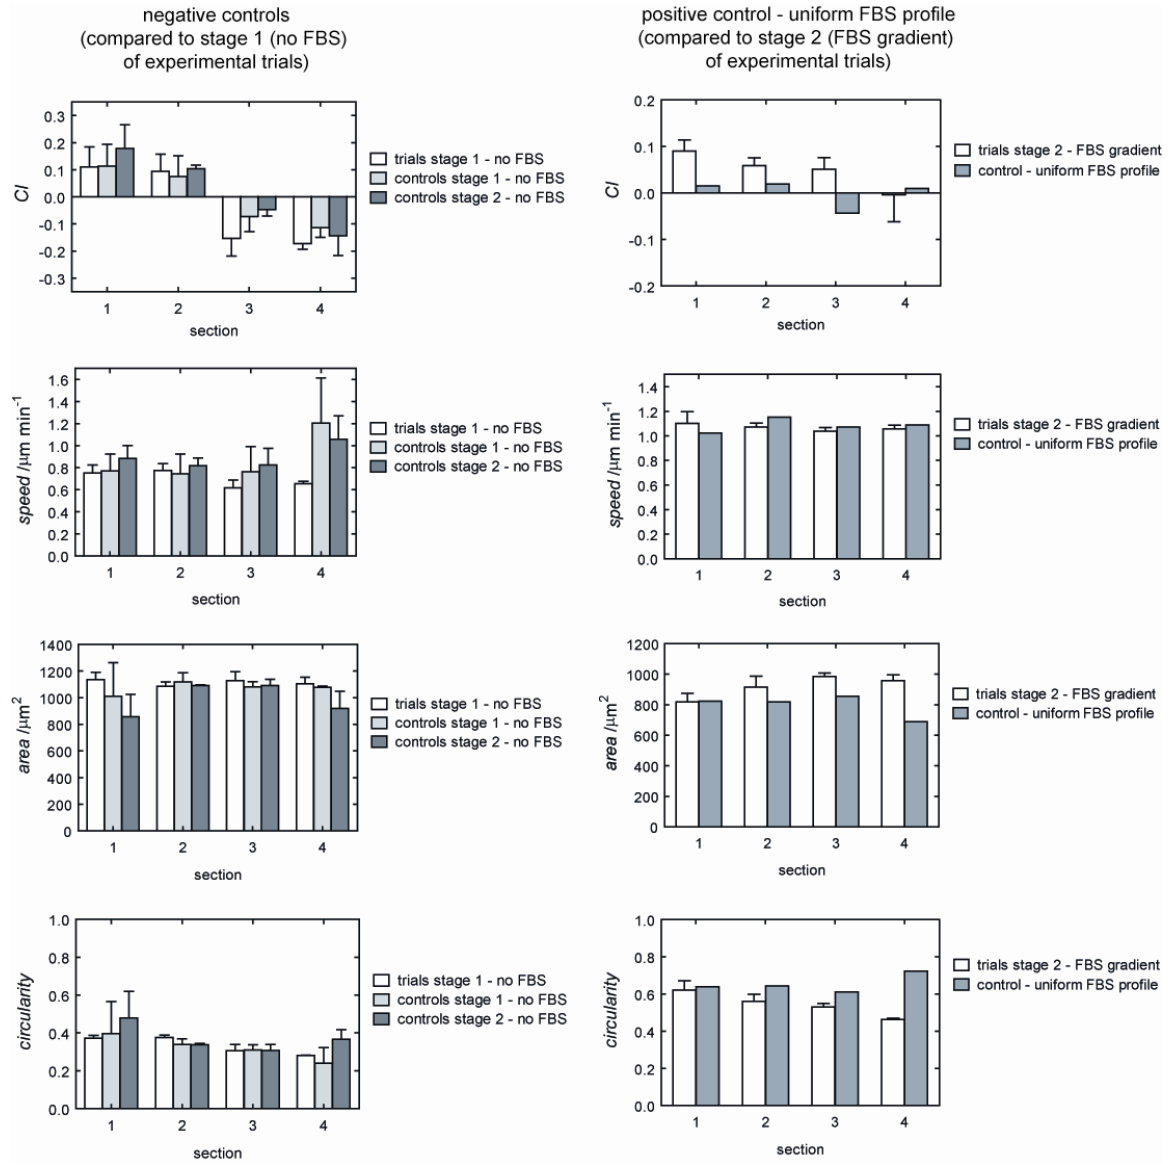 negative controls
(compared to stage 1 (no FBS)
of experimental trials)
positive control - uniform FBS profile
(compared to stage 2 (FBS gradient)
of experimental trials)
CI
0.3
0.2
0.1
0.0
-0.1
-0.2
-0.3
1 2 3 4
section
trials stage 1 - no FBS
controls stage 1 - no FBS
controls stage 2 - no FBS
CI
0.2
0.1
0.0
-0.1
-0.2
1 2 3 4
section
trials stage 2 - FBS gradient
control - uniform FBS profile
speed /µm min⁻¹
1.6
1.4
1.2
1.0
0.8
0.6
0.4
0.2
0.0
1 2 3 4
section
trials stage 1 - no FBS
controls stage 1 - no FBS
controls stage 2 - no FBS
speed /µm min⁻¹
1.4
1.2
1.0
0.8
0.6
0.4
0.2
0.0
1 2 3 4
section
trials stage 2 - FBS gradient
control - uniform FBS profile
area /µm²
1400
1200
1000
800
600
400
200
0
1 2 3 4
section
trials stage 1 - no FBS
controls stage 1 - no FBS
controls stage 2 - no FBS
area /µm²
1200
1000
800
600
400
200
0
1 2 3 4
section
trials stage 2 - FBS gradient
control - uniform FBS profile
circularity
1.0
0.8
0.6
0.4
0.2
0.0
1 2 3 4
section
trials stage 1 - no FBS
controls stage 1 - no FBS
controls stage 2 - no FBS
circularity
1.0
0.8
0.6
0.4
0.2
0.0
1 2 3 4
section
trials stage 2 - FBS gradient
control - uniform FBS profile